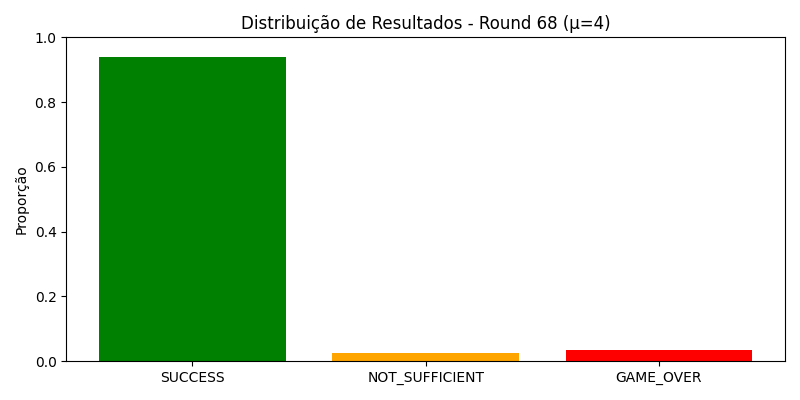 Distribuição de Resultados - Round 68 (μ=4)
Proporção
1.0
0.8
0.6
0.4
0.2
0.0
SUCCESS
NOT_SUFFICIENT
GAME_OVER